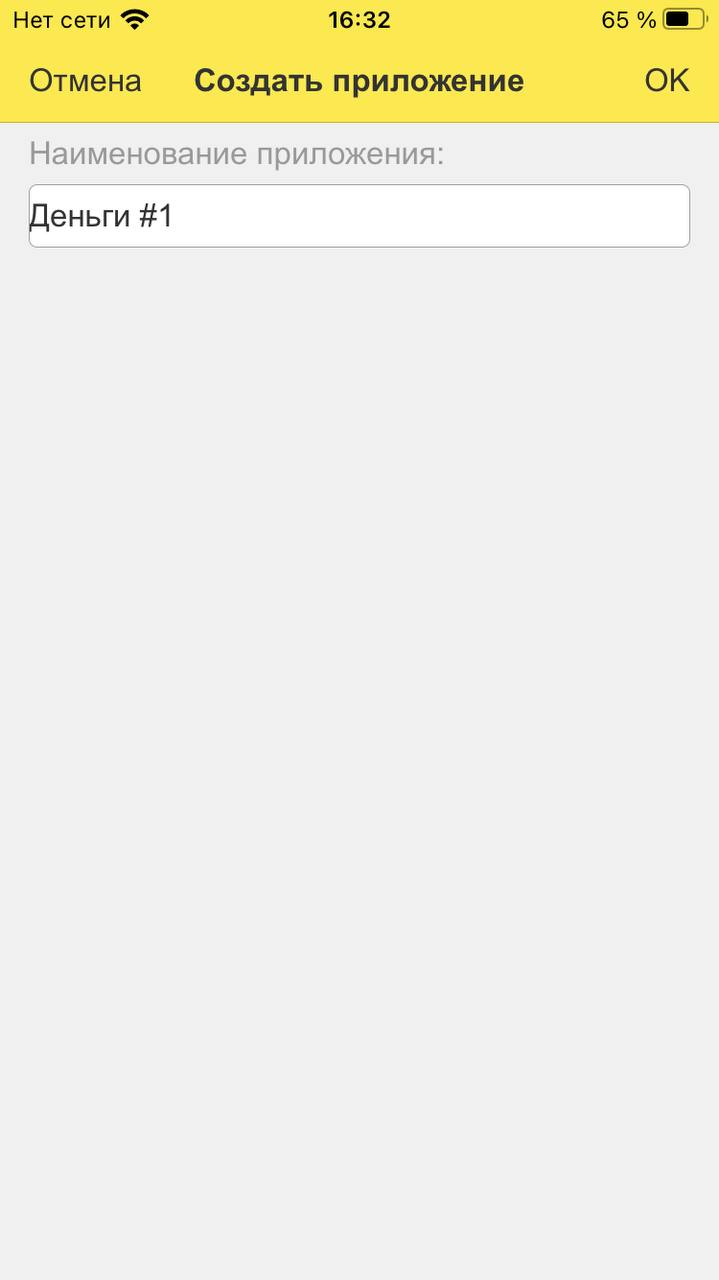 Нет сети 16:32 65 %
Отмена Создать приложение OK
Наименование приложения:
Деньги #1